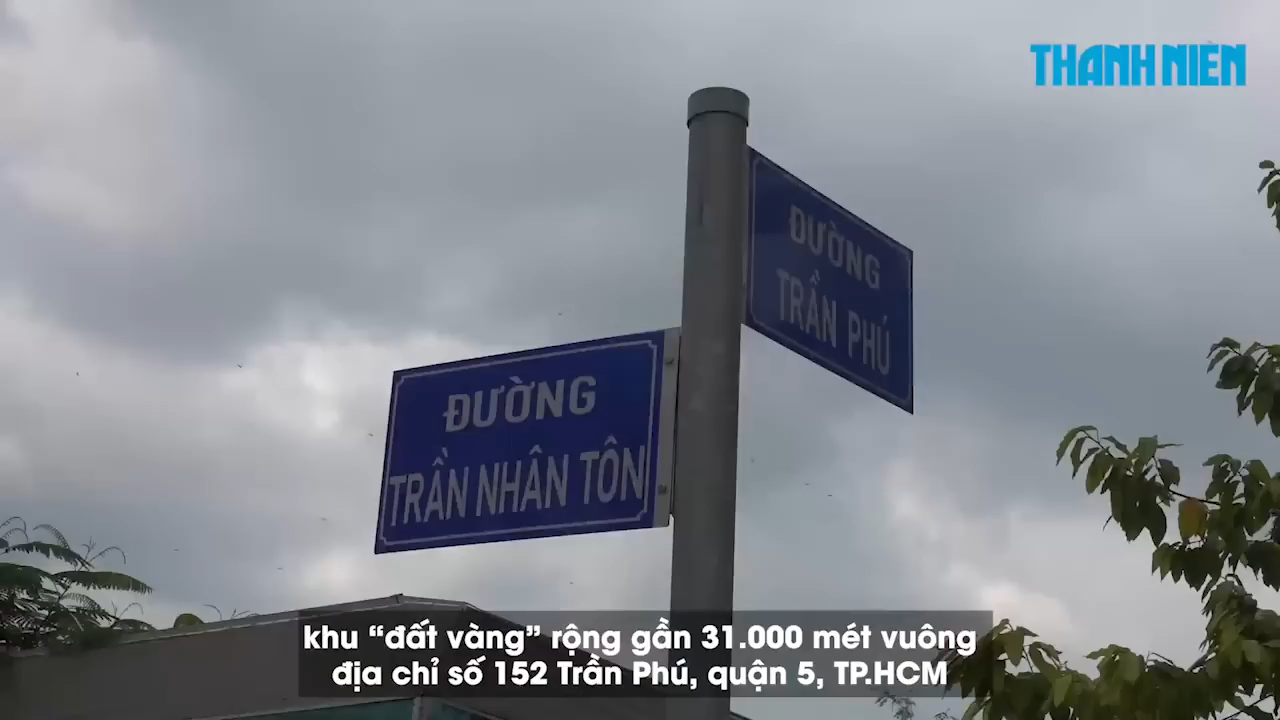 THANH NIÊN
ĐƯỜNG
TRẦN PHÚ
ĐƯỜNG
TRẦN NHÂN TÔN
khu “đất vàng” rộng gần 31.000 mét vuông
địa chỉ số 152 Trần Phú, quận 5, TP.HCM